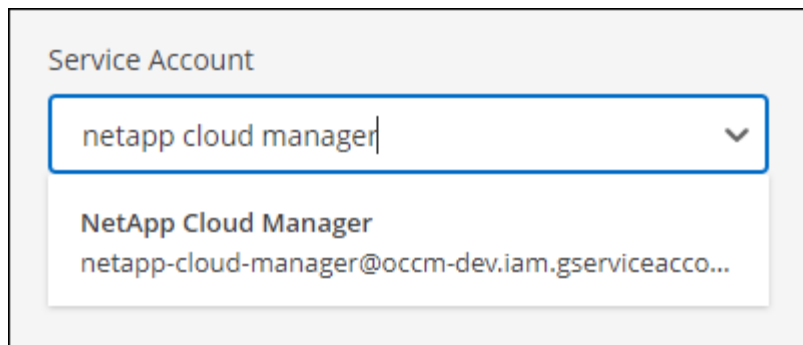 Service Account
netapp cloud manager
NetApp Cloud Manager
netapp-cloud-manager@occm-dev.iam.gserviceacco...